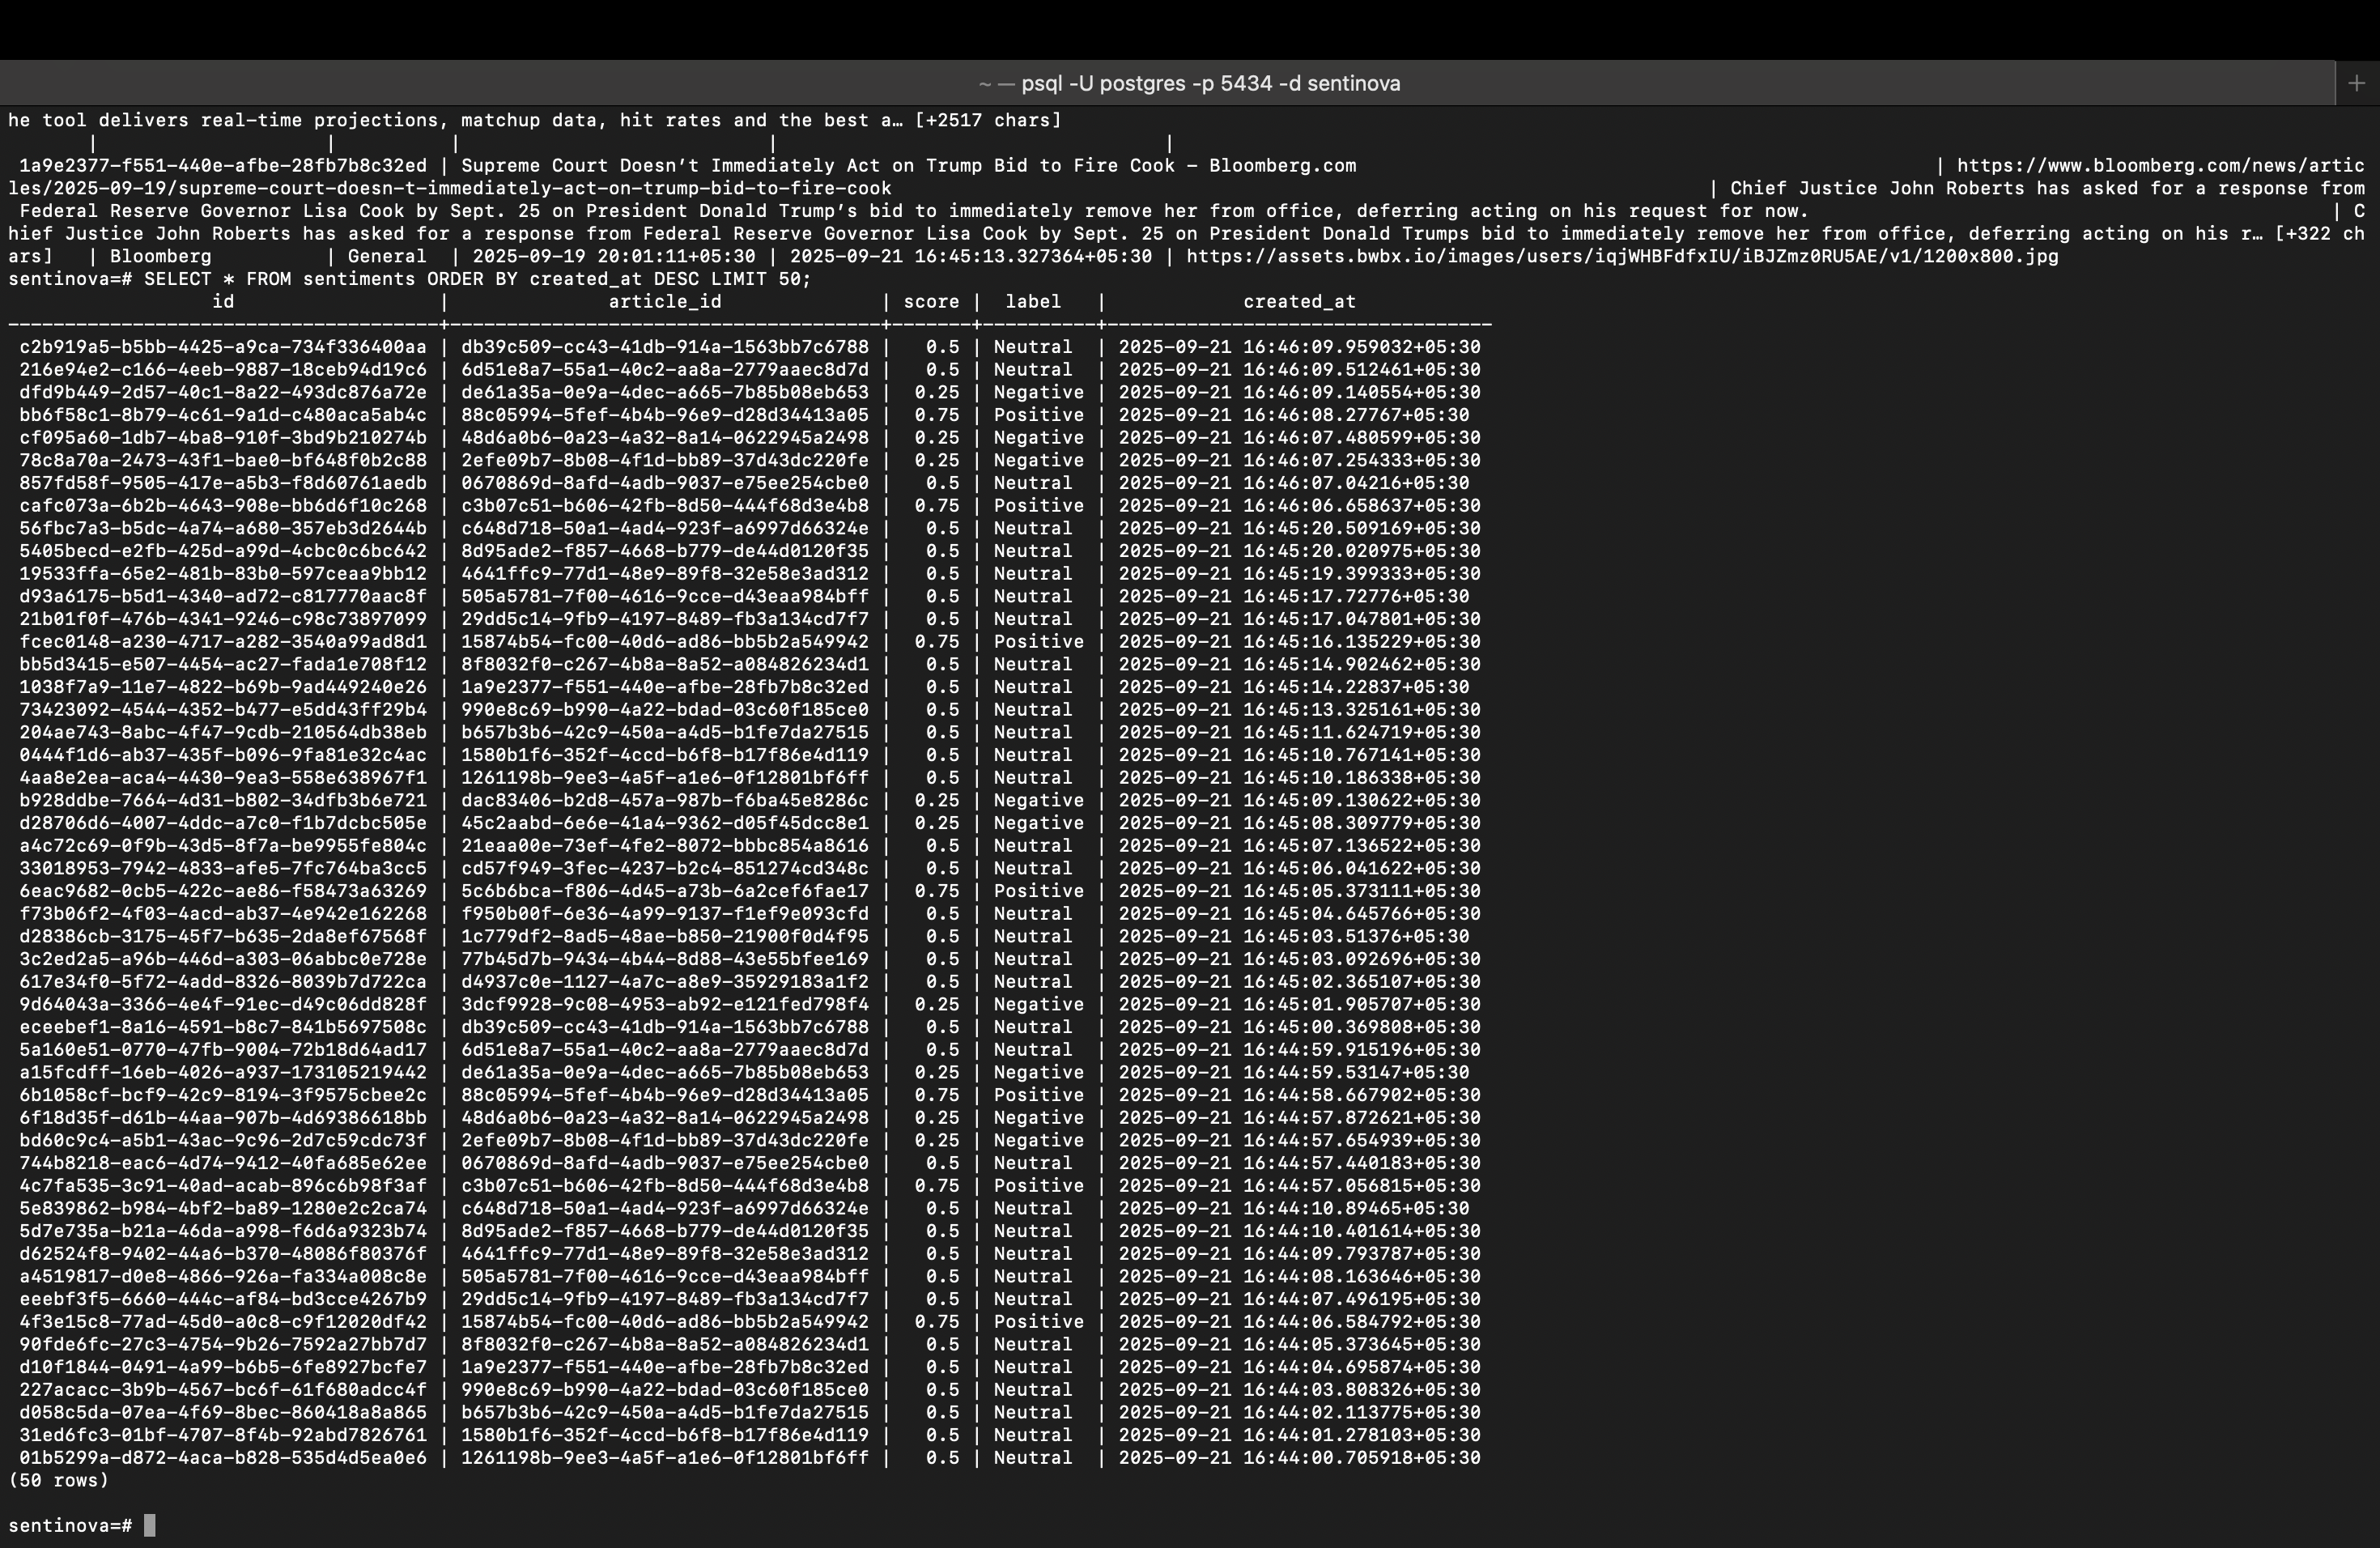 ~ — psql -U postgres -p 5434 -d sentinova
he tool delivers real-time projections, matchup data, hit rates and the best a… [+2517 chars]
| | | | |
1a9e2377-f551-440e-afbe-28fb7b8c32ed | Supreme Court Doesn’t Immediately Act on Trump Bid to Fire Cook - Bloomberg.com | https://www.bloomberg.com/news/artic
les/2025-09-19/supreme-court-doesn-t-immediately-act-on-trump-bid-to-fire-cook | Chief Justice John Roberts has asked for a response from
Federal Reserve Governor Lisa Cook by Sept. 25 on President Donald Trump’s bid to immediately remove her from office, deferring acting on his request for now. | C
hief Justice John Roberts has asked for a response from Federal Reserve Governor Lisa Cook by Sept. 25 on President Donald Trumps bid to immediately remove her from office, deferring acting on his r… [+322 ch
ars] | Bloomberg | General | 2025-09-19 20:01:11+05:30 | 2025-09-21 16:45:13.327364+05:30 | https://assets.bwbx.io/images/users/iqjWHBFdfxIU/iBJZmz0RU5AE/v1/1200x800.jpg
sentinova=# SELECT * FROM sentiments ORDER BY created_at DESC LIMIT 50;
id | article_id | score | label | created_at
c2b919a5-b5bb-4425-a9ca-734f336400aa | db39c509-cc43-41db-914a-1563bb7c6788 | 0.5 | Neutral | 2025-09-21 16:46:09.959032+05:30
216e94e2-c166-4eeb-9887-18ceb94d19c6 | 6d51e8a7-55a1-40c2-aa8a-2779aaec8d7d | 0.5 | Neutral | 2025-09-21 16:46:09.512461+05:30
dfd9b449-2d57-40c1-8a22-493dc876a72e | de61a35a-0e9a-4dec-a665-7b85b08eb653 | 0.25 | Negative | 2025-09-21 16:46:09.140554+05:30
bb6f58c1-8b79-4c61-9a1d-c480aca5ab4c | 88c05994-5fef-4b4b-96e9-d28d34413a05 | 0.75 | Positive | 2025-09-21 16:46:08.27767+05:30
cf095a60-1db7-4ba8-910f-3bd9b210274b | 48d6a0b6-0a23-4a32-8a14-0622945a2498 | 0.25 | Negative | 2025-09-21 16:46:07.480599+05:30
78c8a70a-2473-43f1-bae0-bf648f0b2c88 | 2efe09b7-8b08-4f1d-bb89-37d43dc220fe | 0.25 | Negative | 2025-09-21 16:46:07.254333+05:30
857fd58f-9505-417e-a5b3-f8d60761aedb | 0670869d-8afd-4adb-9037-e75ee254cbe0 | 0.5 | Neutral | 2025-09-21 16:46:07.04216+05:30
cafc073a-6b2b-4643-908e-bb6d6f10c268 | c3b07c51-b606-42fb-8d50-444f68d3e4b8 | 0.75 | Positive | 2025-09-21 16:46:06.658637+05:30
56fbc7a3-b5dc-4a74-a680-357eb3d2644b | c648d718-50a1-4ad4-923f-a6997d66324e | 0.5 | Neutral | 2025-09-21 16:45:20.509169+05:30
5405becd-e2fb-425d-a99d-4cbc0c6bc642 | 8d95ade2-f857-4668-b779-de44d0120f35 | 0.5 | Neutral | 2025-09-21 16:45:20.020975+05:30
19533ffa-65e2-481b-83b0-597ceaa9bb12 | 4641ffc9-77d1-48e9-89f8-32e58e3ad312 | 0.5 | Neutral | 2025-09-21 16:45:19.399333+05:30
d93a6175-b5d1-4340-ad72-c817770aac8f | 505a5781-7f00-4616-9cce-d43eaa984bff | 0.5 | Neutral | 2025-09-21 16:45:17.72776+05:30
21b01f0f-476b-4341-9246-c98c73897099 | 29dd5c14-9fb9-4197-8489-fb3a134cd7f7 | 0.5 | Neutral | 2025-09-21 16:45:17.047801+05:30
fcec0148-a230-4717-a282-3540a99ad8d1 | 15874b54-fc00-40d6-ad86-bb5b2a549942 | 0.75 | Positive | 2025-09-21 16:45:16.135229+05:30
bb5d3415-e507-4454-ac27-fada1e708f12 | 8f8032f0-c267-4b8a-8a52-a084826234d1 | 0.5 | Neutral | 2025-09-21 16:45:14.902462+05:30
1038f7a9-11e7-4822-b69b-9ad449240e26 | 1a9e2377-f551-440e-afbe-28fb7b8c32ed | 0.5 | Neutral | 2025-09-21 16:45:14.22837+05:30
73423092-4544-4352-b477-e5dd43ff29b4 | 990e8c69-b990-4a22-bdad-03c60f185ce0 | 0.5 | Neutral | 2025-09-21 16:45:13.325161+05:30
204ae743-8abc-4f47-9cdb-210564db38eb | b657b3b6-42c9-450a-a4d5-b1fe7da27515 | 0.5 | Neutral | 2025-09-21 16:45:11.624719+05:30
0444f1d6-ab37-435f-b096-9fa81e32c4ac | 1580b1f6-352f-4ccd-b6f8-b17f86e4d119 | 0.5 | Neutral | 2025-09-21 16:45:10.767141+05:30
4aa8e2ea-aca4-4430-9ea3-558e638967f1 | 1261198b-9ee3-4a5f-a1e6-0f12801bf6ff | 0.5 | Neutral | 2025-09-21 16:45:10.186338+05:30
b928ddbe-7664-4d31-b802-34dfb3b6e721 | dac83406-b2d8-457a-987b-f6ba45e8286c | 0.25 | Negative | 2025-09-21 16:45:09.130622+05:30
d28706d6-4007-4ddc-a7c0-f1b7dcbc505e | 45c2aabd-6e6e-41a4-9362-d05f45dcc8e1 | 0.25 | Negative | 2025-09-21 16:45:08.309779+05:30
a4c72c69-0f9b-43d5-8f7a-be9955fe804c | 21eaa00e-73ef-4fe2-8072-bbbc854a8616 | 0.5 | Neutral | 2025-09-21 16:45:07.136522+05:30
33018953-7942-4833-afe5-7fc764ba3cc5 | cd57f949-3fec-4237-b2c4-851274cd348c | 0.5 | Neutral | 2025-09-21 16:45:06.041622+05:30
6eac9682-0cb5-422c-ae86-f58473a63269 | 5c6b6bca-f806-4d45-a73b-6a2cef6fae17 | 0.75 | Positive | 2025-09-21 16:45:05.373111+05:30
f73b06f2-4f03-4acd-ab37-4e942e162268 | f950b00f-6e36-4a99-9137-f1ef9e093cfd | 0.5 | Neutral | 2025-09-21 16:45:04.645766+05:30
d28386cb-3175-45f7-b635-2da8ef67568f | 1c779df2-8ad5-48ae-b850-21900f0d4f95 | 0.5 | Neutral | 2025-09-21 16:45:03.51376+05:30
3c2ed2a5-a96b-446d-a303-06abbc0e728e | 77b45d7b-9434-4b44-8d88-43e55bfee169 | 0.5 | Neutral | 2025-09-21 16:45:03.092696+05:30
617e34f0-5f72-4add-8326-8039b7d722ca | d4937c0e-1127-4a7c-a8e9-35929183a1f2 | 0.5 | Neutral | 2025-09-21 16:45:02.365107+05:30
9d64043a-3366-4e4f-91ec-d49c06dd828f | 3dcf9928-9c08-4953-ab92-e121fed798f4 | 0.25 | Negative | 2025-09-21 16:45:01.905707+05:30
eceebef1-8a16-4591-b8c7-841b5697508c | db39c509-cc43-41db-914a-1563bb7c6788 | 0.5 | Neutral | 2025-09-21 16:45:00.369808+05:30
5a160e51-0770-47fb-9004-72b18d64ad17 | 6d51e8a7-55a1-40c2-aa8a-2779aaec8d7d | 0.5 | Neutral | 2025-09-21 16:44:59.915196+05:30
a15fcdff-16eb-4026-a937-173105219442 | de61a35a-0e9a-4dec-a665-7b85b08eb653 | 0.25 | Negative | 2025-09-21 16:44:59.53147+05:30
6b1058cf-bcf9-42c9-8194-3f9575cbee2c | 88c05994-5fef-4b4b-96e9-d28d34413a05 | 0.75 | Positive | 2025-09-21 16:44:58.667902+05:30
6f18d35f-d61b-44aa-907b-4d69386618bb | 48d6a0b6-0a23-4a32-8a14-0622945a2498 | 0.25 | Negative | 2025-09-21 16:44:57.872621+05:30
bd60c9c4-a5b1-43ac-9c96-2d7c59cdc73f | 2efe09b7-8b08-4f1d-bb89-37d43dc220fe | 0.25 | Negative | 2025-09-21 16:44:57.654939+05:30
744b8218-eac6-4d74-9412-40fa685e62ee | 0670869d-8afd-4adb-9037-e75ee254cbe0 | 0.5 | Neutral | 2025-09-21 16:44:57.440183+05:30
4c7fa535-3c91-40ad-acab-896c6b98f3af | c3b07c51-b606-42fb-8d50-444f68d3e4b8 | 0.75 | Positive | 2025-09-21 16:44:57.056815+05:30
5e839862-b984-4bf2-ba89-1280e2c2ca74 | c648d718-50a1-4ad4-923f-a6997d66324e | 0.5 | Neutral | 2025-09-21 16:44:10.89465+05:30
5d7e735a-b21a-46da-a998-f6d6a9323b74 | 8d95ade2-f857-4668-b779-de44d0120f35 | 0.5 | Neutral | 2025-09-21 16:44:10.401614+05:30
d62524f8-9402-44a6-b370-48086f80376f | 4641ffc9-77d1-48e9-89f8-32e58e3ad312 | 0.5 | Neutral | 2025-09-21 16:44:09.793787+05:30
a4519817-d0e8-4866-926a-fa334a008c8e | 505a5781-7f00-4616-9cce-d43eaa984bff | 0.5 | Neutral | 2025-09-21 16:44:08.163646+05:30
eeebf3f5-6660-444c-af84-bd3cce4267b9 | 29dd5c14-9fb9-4197-8489-fb3a134cd7f7 | 0.5 | Neutral | 2025-09-21 16:44:07.496195+05:30
4f3e15c8-77ad-45d0-a0c8-c9f12020df42 | 15874b54-fc00-40d6-ad86-bb5b2a549942 | 0.75 | Positive | 2025-09-21 16:44:06.584792+05:30
90fde6fc-27c3-4754-9b26-7592a27bb7d7 | 8f8032f0-c267-4b8a-8a52-a084826234d1 | 0.5 | Neutral | 2025-09-21 16:44:05.373645+05:30
d10f1844-0491-4a99-b6b5-6fe8927bcfe7 | 1a9e2377-f551-440e-afbe-28fb7b8c32ed | 0.5 | Neutral | 2025-09-21 16:44:04.695874+05:30
227acacc-3b9b-4567-bc6f-61f680adcc4f | 990e8c69-b990-4a22-bdad-03c60f185ce0 | 0.5 | Neutral | 2025-09-21 16:44:03.808326+05:30
d058c5da-07ea-4f69-8bec-860418a8a865 | b657b3b6-42c9-450a-a4d5-b1fe7da27515 | 0.5 | Neutral | 2025-09-21 16:44:02.113775+05:30
31ed6fc3-01bf-4707-8f4b-92abd7826761 | 1580b1f6-352f-4ccd-b6f8-b17f86e4d119 | 0.5 | Neutral | 2025-09-21 16:44:01.278103+05:30
01b5299a-d872-4aca-b828-535d4d5ea0e6 | 1261198b-9ee3-4a5f-a1e6-0f12801bf6ff | 0.5 | Neutral | 2025-09-21 16:44:00.705918+05:30
(50 rows)
sentinova=#